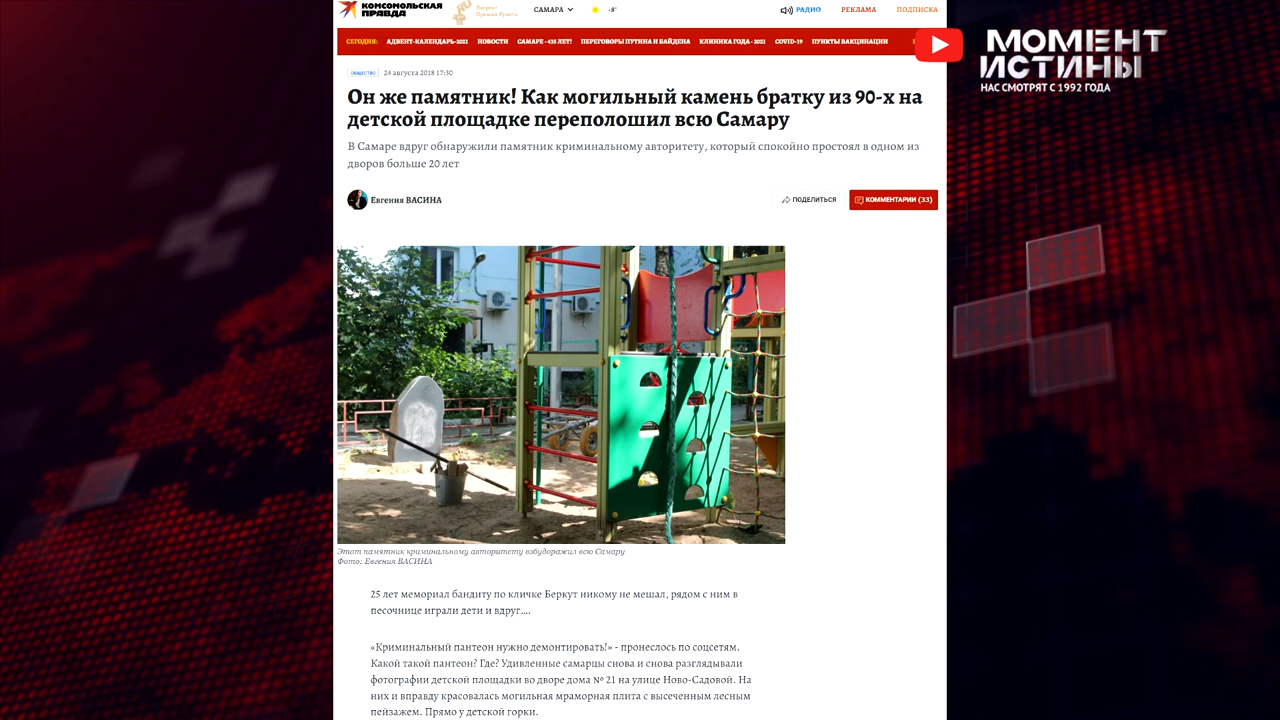 КОМСОМОЛЬСКАЯ
ПРАВДА
Лауреат
Премии Рунета
САМАРА
-8°
РАДИО
РЕКЛАМА
ПОДПИСКА
СЕГОДНЯ:
АДВЕНТ-КАЛЕНДАРЬ-2021
НОВОСТИ
САМАРЕ - 435 ЛЕТ!
ПЕРЕГОВОРЫ ПУТИНА И БАЙДЕНА
КЛИНИКА ГОДА - 2021
COVID-19
ПУНКТЫ ВАКЦИНАЦИИ
МОМЕНТ
ИСТИНЫ
НАС СМОТРЯТ С 1992 ГОДА
ОБЩЕСТВО
24 августа 2018 17:30
Он же памятник! Как могильный камень братку из 90-х на
детской площадке переполошил всю Самару
В Самаре вдруг обнаружили памятник криминальному авторитету, который спокойно простоял в одном из
дворов больше 20 лет
Евгения ВАСИНА
ПОДЕЛИТЬСЯ
КОММЕНТАРИИ (33)
Этот памятник криминальному авторитету взбудоражил всю Самару
Фото: Евгения ВАСИНА
25 лет мемориал бандиту по кличке Беркут никому не мешал, рядом с ним в
песочнице играли дети и вдруг....
«Криминальный пантеон нужно демонтировать!» - пронеслось по соцсетям.
Какой такой пантеон? Где? Удивленные самарцы снова и снова разглядывали
фотографии детской площадки во дворе дома № 21 на улице Ново-Садовой. На
них и вправду красовалась могильная мраморная плита с высеченным лесным
пейзажем. Прямо у детской горки.